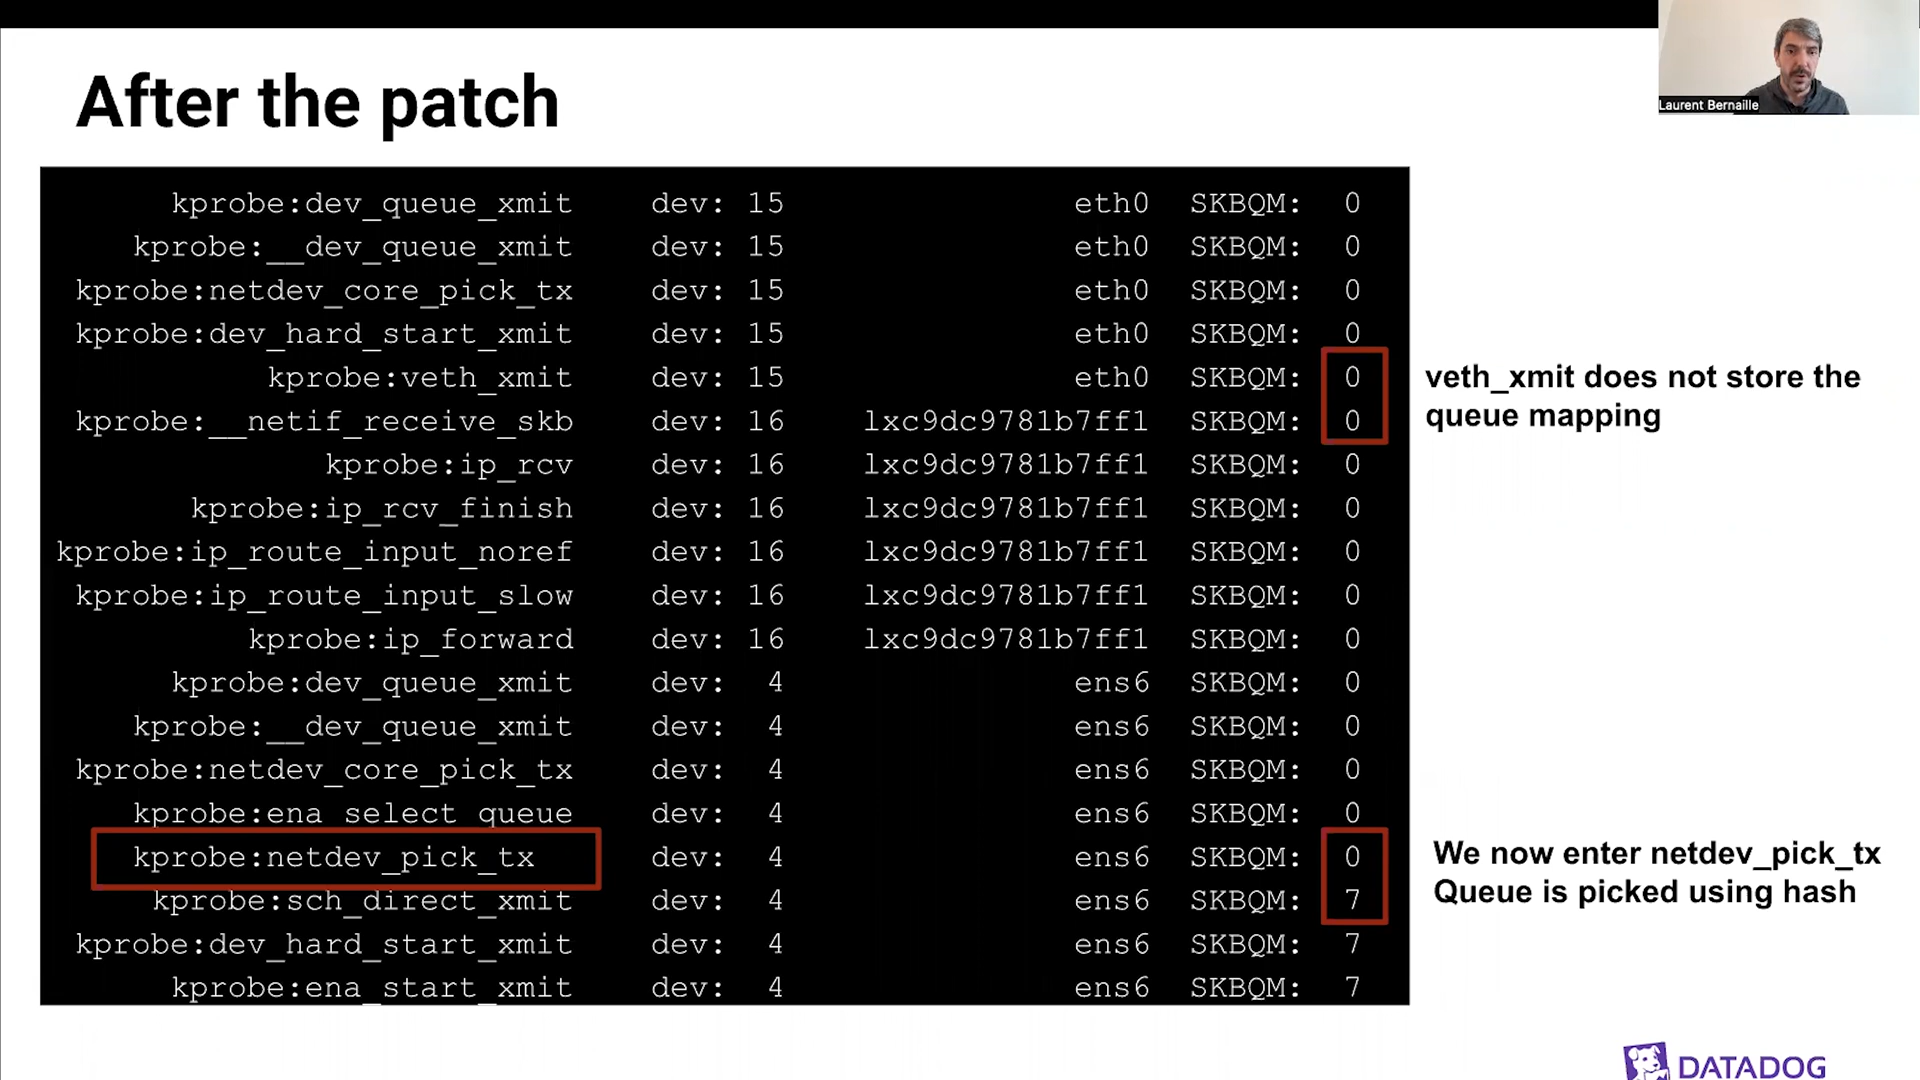 Laurent Bernaille
After the patch
kprobe:dev_queue_xmit dev: 15 eth0 SKBQM: 0
kprobe:__dev_queue_xmit dev: 15 eth0 SKBQM: 0
kprobe:netdev_core_pick_tx dev: 15 eth0 SKBQM: 0
kprobe:dev_hard_start_xmit dev: 15 eth0 SKBQM: 0
kprobe:veth_xmit dev: 15 eth0 SKBQM: 0
kprobe:__netif_receive_skb dev: 16 lxc9dc9781b7ff1 SKBQM: 0
kprobe:ip_rcv dev: 16 lxc9dc9781b7ff1 SKBQM: 0
kprobe:ip_rcv_finish dev: 16 lxc9dc9781b7ff1 SKBQM: 0
kprobe:ip_route_input_noref dev: 16 lxc9dc9781b7ff1 SKBQM: 0
kprobe:ip_route_input_slow dev: 16 lxc9dc9781b7ff1 SKBQM: 0
kprobe:ip_forward dev: 16 lxc9dc9781b7ff1 SKBQM: 0
kprobe:dev_queue_xmit dev: 4 ens6 SKBQM: 0
kprobe:__dev_queue_xmit dev: 4 ens6 SKBQM: 0
kprobe:netdev_core_pick_tx dev: 4 ens6 SKBQM: 0
kprobe:ena_select_queue dev: 4 ens6 SKBQM: 0
kprobe:netdev_pick_tx dev: 4 ens6 SKBQM: 0
kprobe:sch_direct_xmit dev: 4 ens6 SKBQM: 7
kprobe:dev_hard_start_xmit dev: 4 ens6 SKBQM: 7
kprobe:ena_start_xmit dev: 4 ens6 SKBQM: 7
veth_xmit does not store the
queue mapping
We now enter netdev_pick_tx
Queue is picked using hash
DATADOG